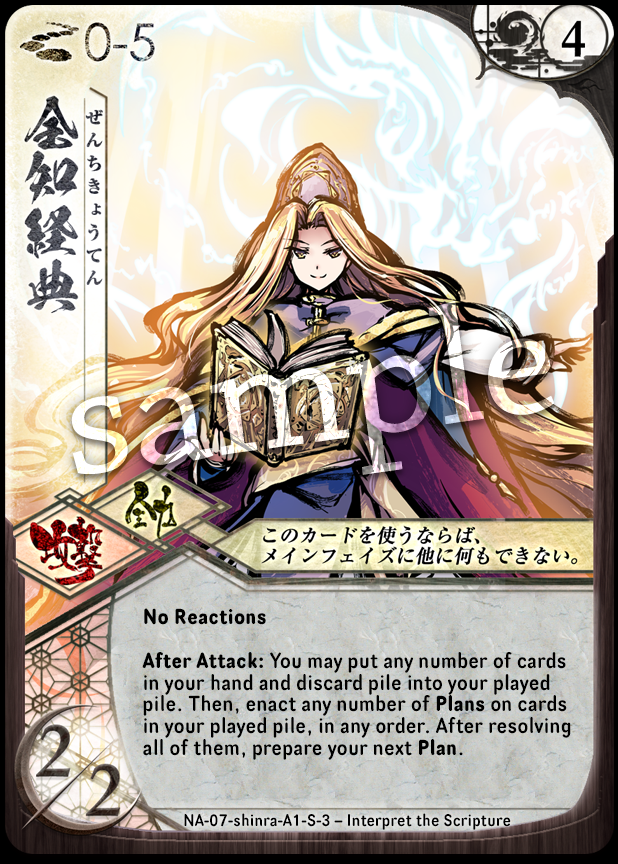 0-5
4
全知経典
ぜんちきょうてん
sample
攻撃
全力
このカードを使うならば、
メインフェイズに他に何もできない。
No Reactions
After Attack: You may put any number of cards
in your hand and discard pile into your played
pile. Then, enact any number of Plans on cards
in your played pile, in any order. After resolving
all of them, prepare your next Plan.
2/2
NA-07-shinra-A1-S-3 – Interpret the Scripture